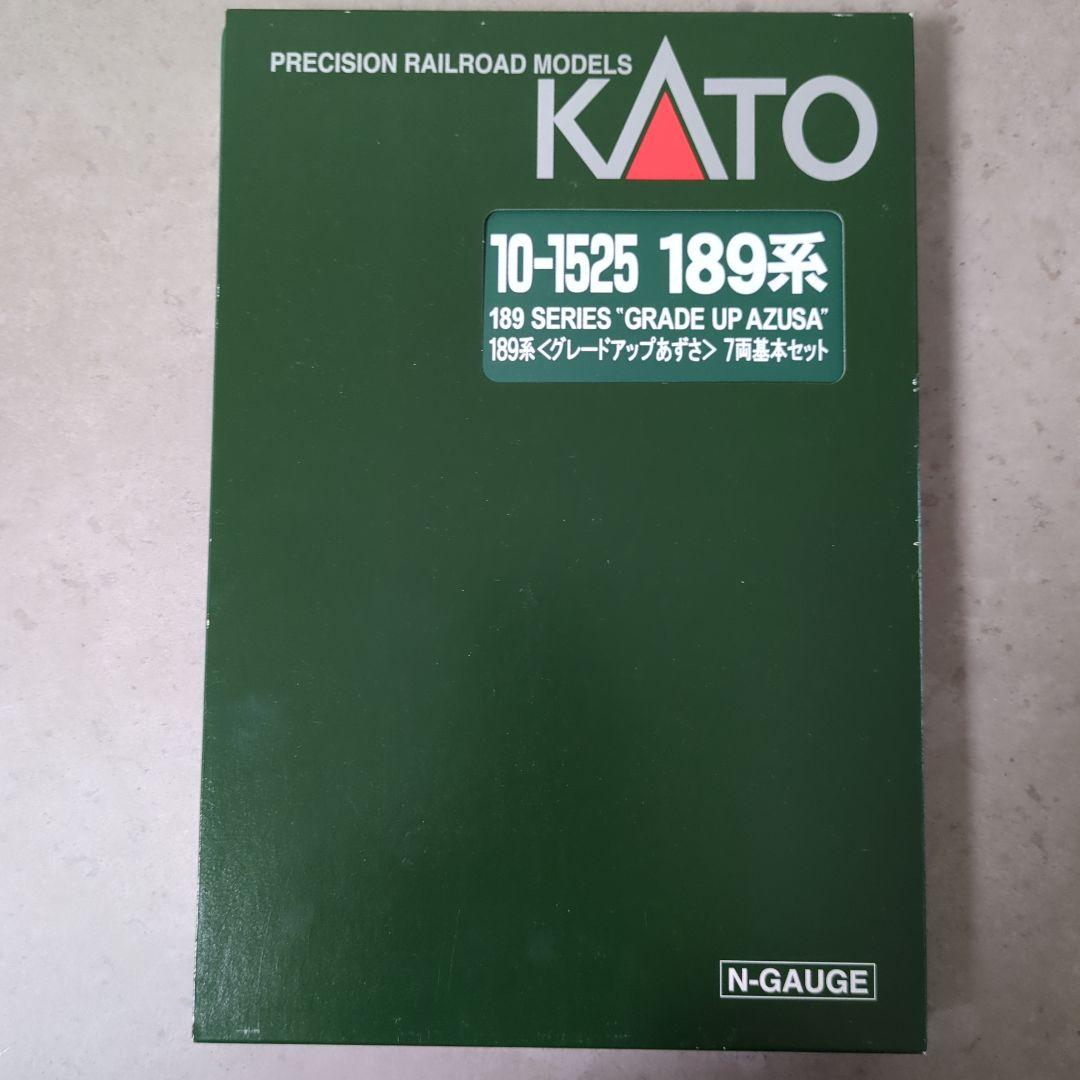 PRECISION RAILROAD MODELS
KATO
10-1525 189系
189 SERIES "GRADE UP AZUSA"
189系<グレードアップあずさ> 7両基本セット
N-GAUGE